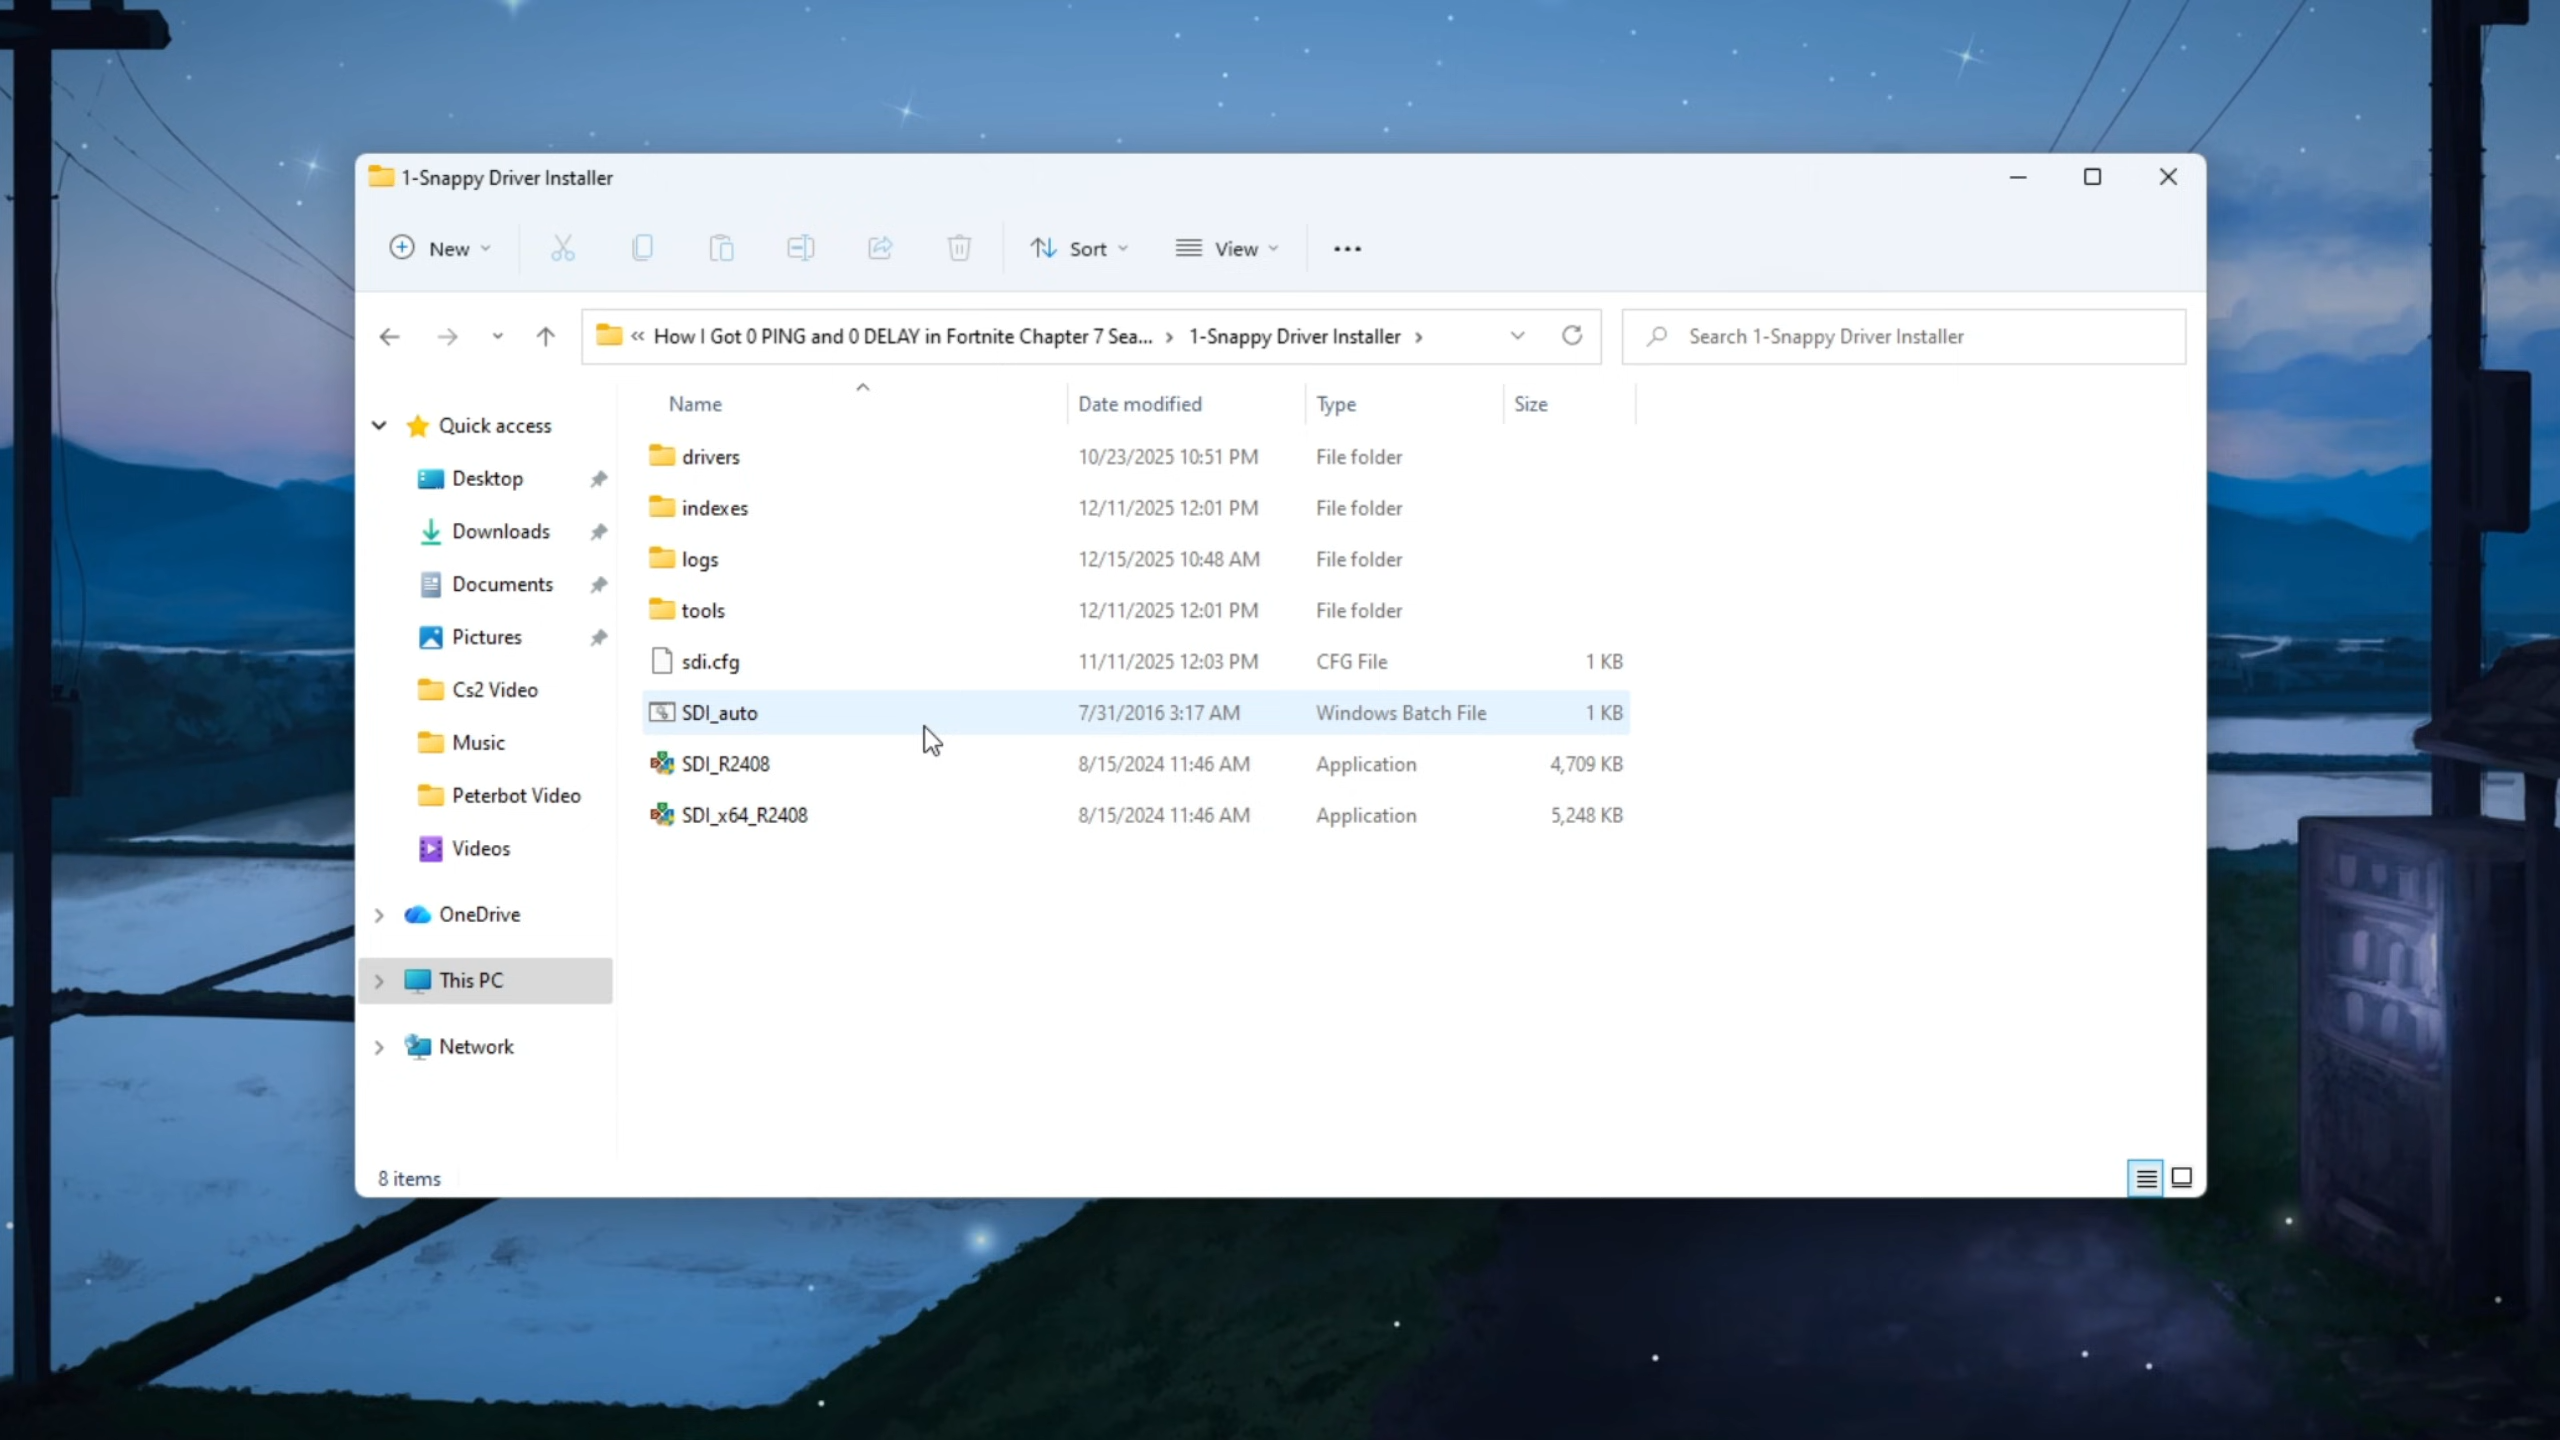 1-Snappy Driver Installer
New
Sort
View
« How I Got 0 PING and 0 DELAY in Fortnite Chapter 7 Sea... › 1-Snappy Driver Installer ›
Search 1-Snappy Driver Installer
Quick access
Desktop
Downloads
Documents
Pictures
Cs2 Video
Music
Peterbot Video
Videos
OneDrive
This PC
Network
Name Date modified Type Size
drivers 10/23/2025 10:51 PM File folder
indexes 12/11/2025 12:01 PM File folder
logs 12/15/2025 10:48 AM File folder
tools 12/11/2025 12:01 PM File folder
sdi.cfg 11/11/2025 12:03 PM CFG File 1 KB
SDI_auto 7/31/2016 3:17 AM Windows Batch File 1 KB
SDI_R2408 8/15/2024 11:46 AM Application 4,709 KB
SDI_x64_R2408 8/15/2024 11:46 AM Application 5,248 KB
8 items